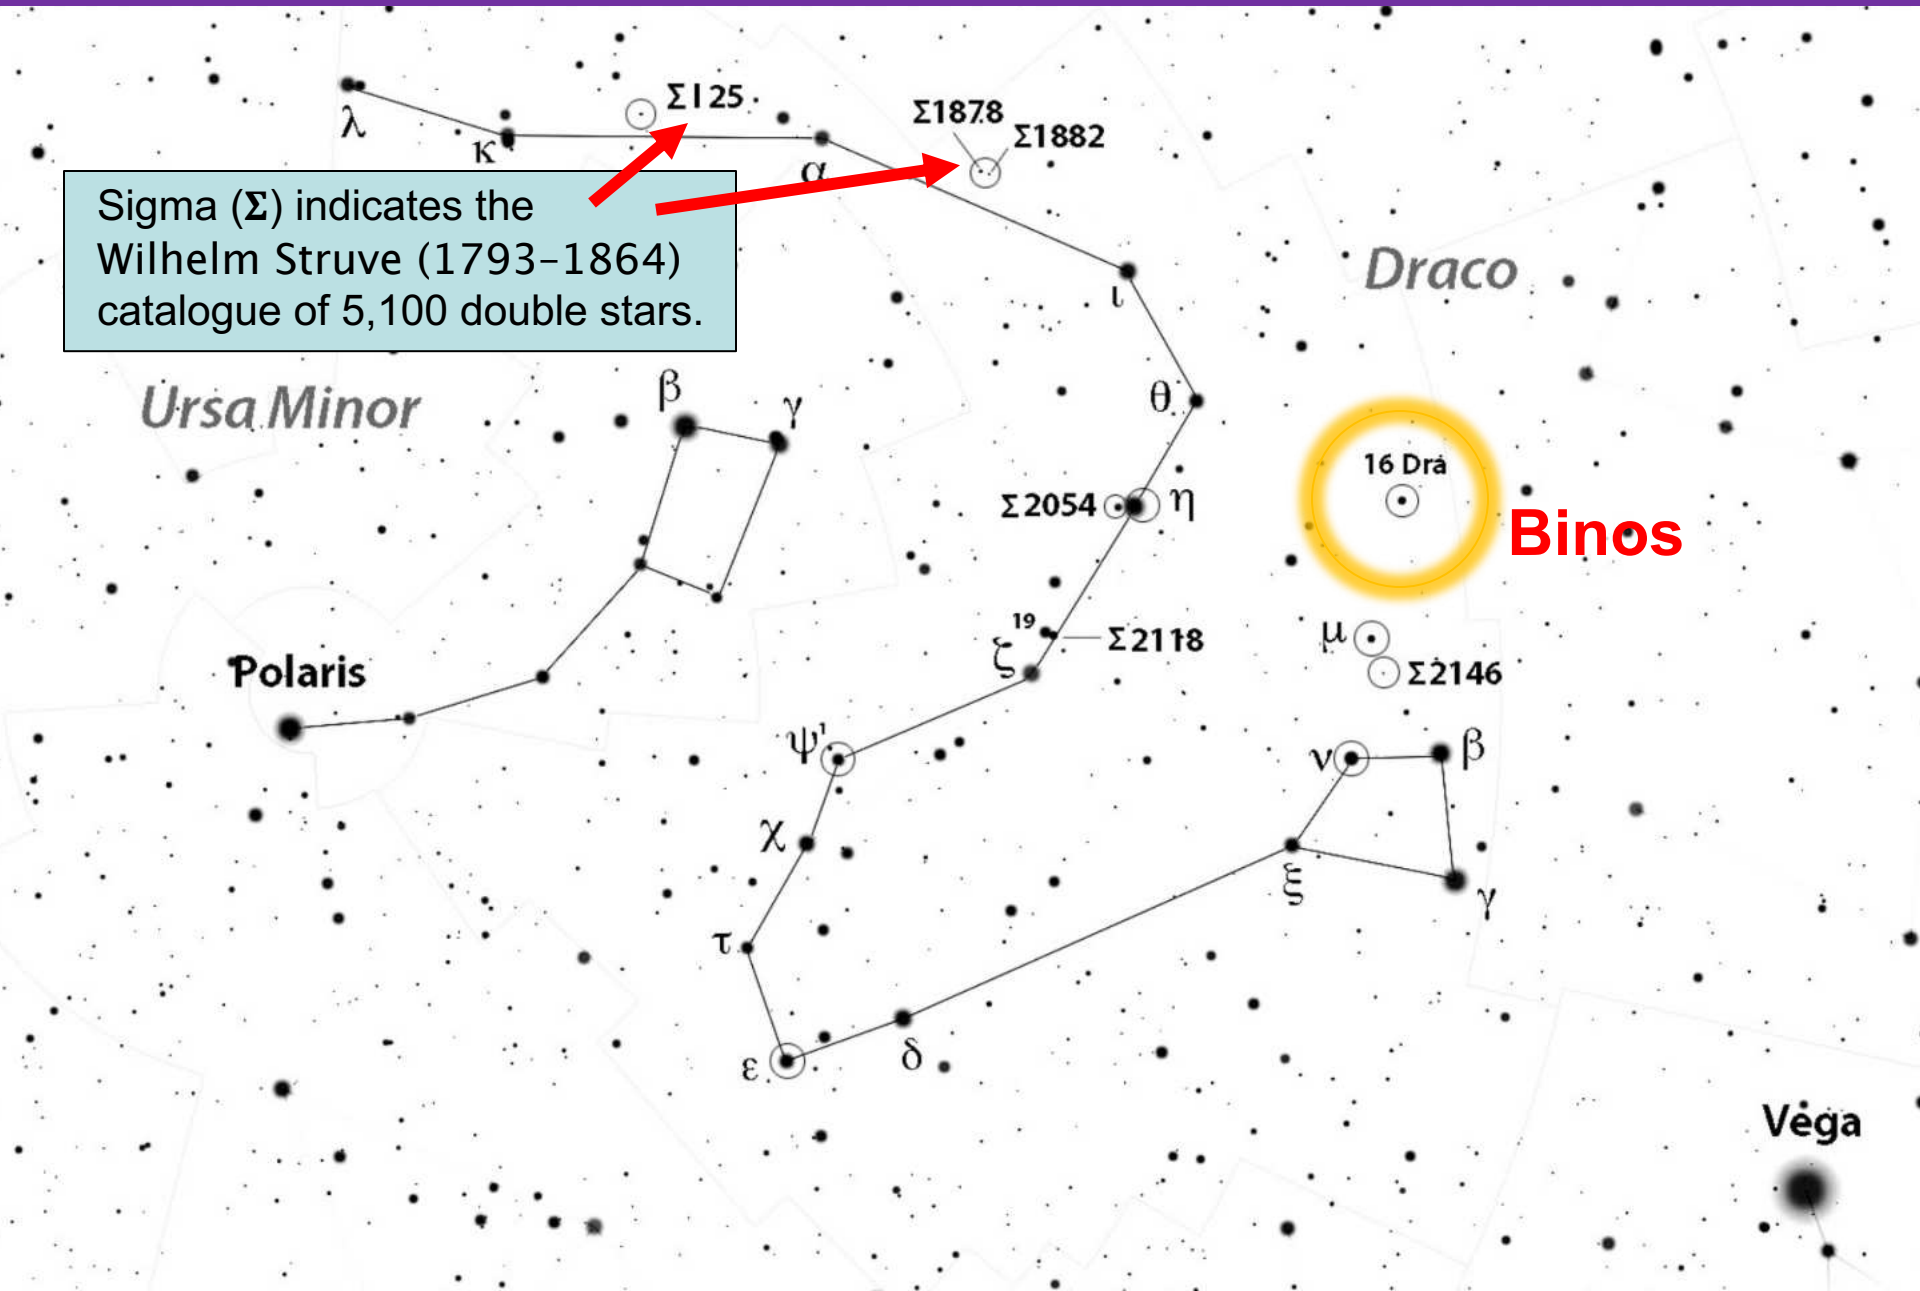 Σ I 25
Σ1878
Σ1882
λ
κ
α
Sigma (Σ) indicates the
Wilhelm Struve (1793–1864)
catalogue of 5,100 double stars.
Draco
ι
Ursa Minor
β
γ
θ
16 Dra
Σ2054
η
Binos
19
Σ2118
ζ
μ
Σ2146
Polaris
ψ¹
ν
β
χ
ξ
γ
τ
ε
δ
Vega